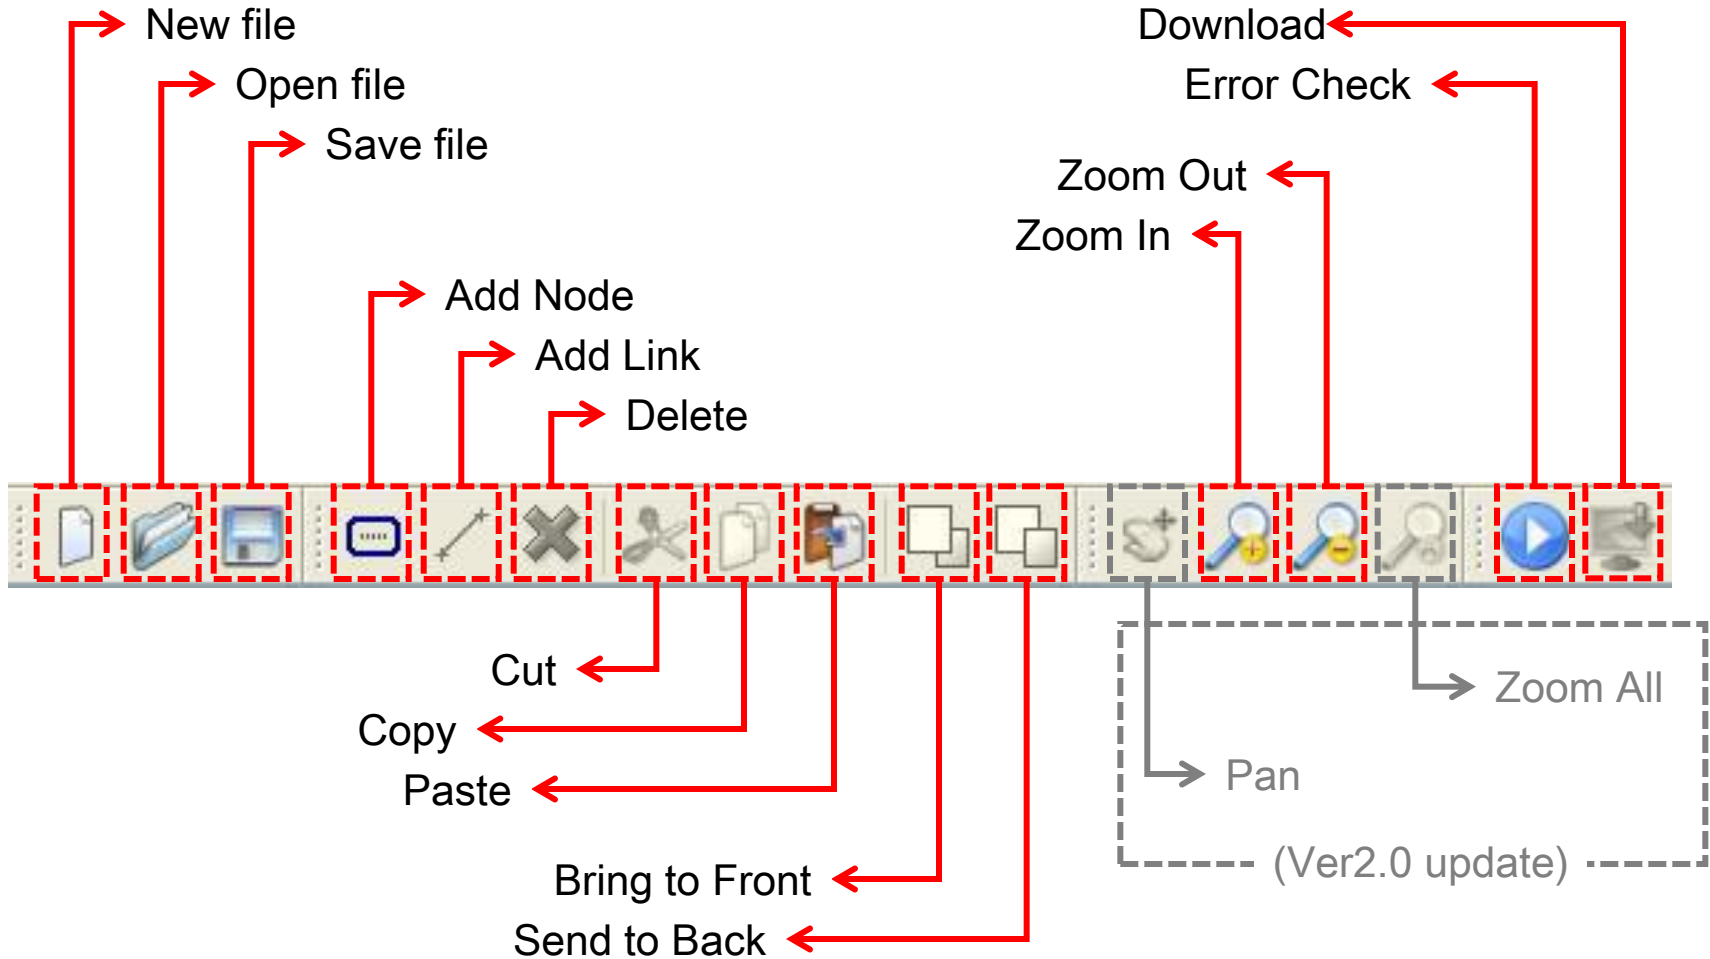 New file
Download
Open file
Error Check
Save file
Zoom Out
Zoom In
Add Node
Add Link
Delete
Cut
Zoom All
Copy
Pan
Paste
(Ver2.0 update)
Bring to Front
Send to Back